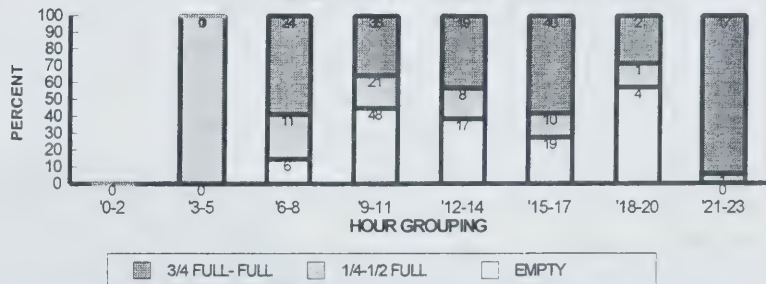 100
90
80
70
60
50
40
30
20
10
0
PERCENT
24 38 19 40 2
21 1
11 8 10
48 4
6 17 19 1
0 0 0
'0-2 '3-5 '6-8 '9-11 '12-14 '15-17 '18-20 '21-23
HOUR GROUPING
3/4 FULL- FULL 1/4-1/2 FULL EMPTY